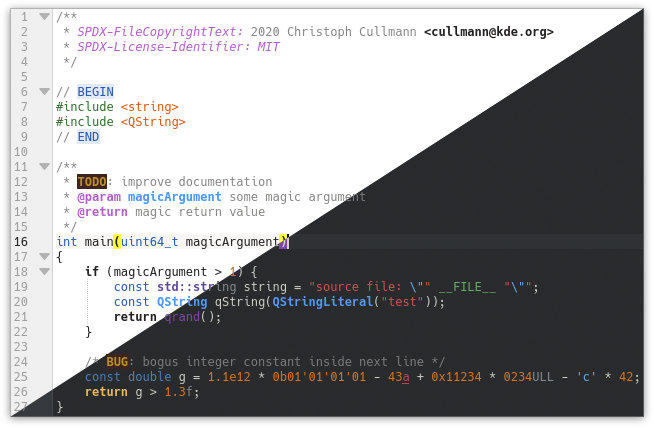 1 /**
2  * SPDX-FileCopyrightText: 2020 Christoph Cullmann <cullmann@kde.org>
3  * SPDX-License-Identifier: MIT
4  */
5
6 // BEGIN
7 #include <string>
8 #include <QString>
9 // END
10
11 /**
12  * TODO: improve documentation
13  * @param magicArgument some magic argument
14  * @return magic return value
15  */
16 int main(uint64_t magicArgument)
17 {
18     if (magicArgument > 1) {
19         const std::string string = "source file: \"" __FILE__ "\"";
20         const QString qString(QStringLiteral("test"));
21         return qrand();
22     }
23
24     /* BUG: bogus integer constant inside next line */
25     const double g = 1.1e12 * 0b01'01'01'01 - 43a + 0x11234 * 0234ULL - 'c' * 42;
26     return g > 1.3f;
27 }